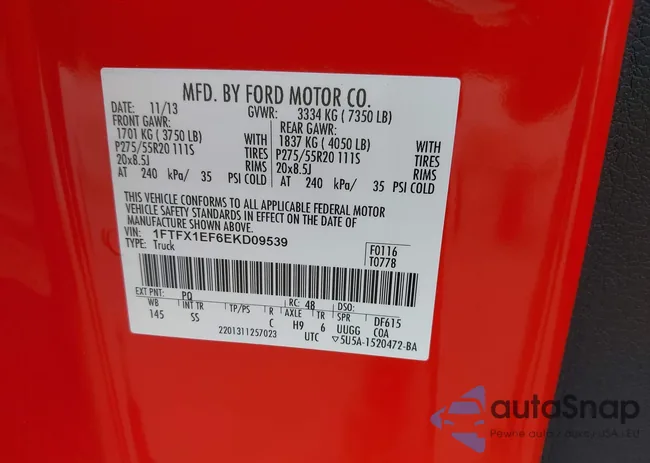 MFD. BY FORD MOTOR CO.
DATE: 11/13 GVWR: 3334 KG ( 7350 LB)
FRONT GAWR: REAR GAWR:
1701 KG ( 3750 LB) WITH 1837 KG ( 4050 LB) WITH
P275/55R20 111S TIRES P275/55R20 111S TIRES
20x8.5J RIMS 20x8.5J RIMS
AT 240 kPa/ 35 PSI COLD AT 240 kPa/ 35 PSI COLD
THIS VEHICLE CONFORMS TO ALL APPLICABLE FEDERAL MOTOR
VEHICLE SAFETY STANDARDS IN EFFECT ON THE DATE OF
MANUFACTURE SHOWN ABOVE.
VIN: 1FTFX1EF6EKD09539
TYPE: Truck
F0116
T0778
EXT PNT: PQ RC: 48 DSO:
WB INT TR TP/PS R AXLE TR SPR DF615
145 SS C H9 6 UUGG COA
2201311257023 UTC ▽5U5A-1520472-BA
autoSnap
Pewne auto / dom / USA-EU